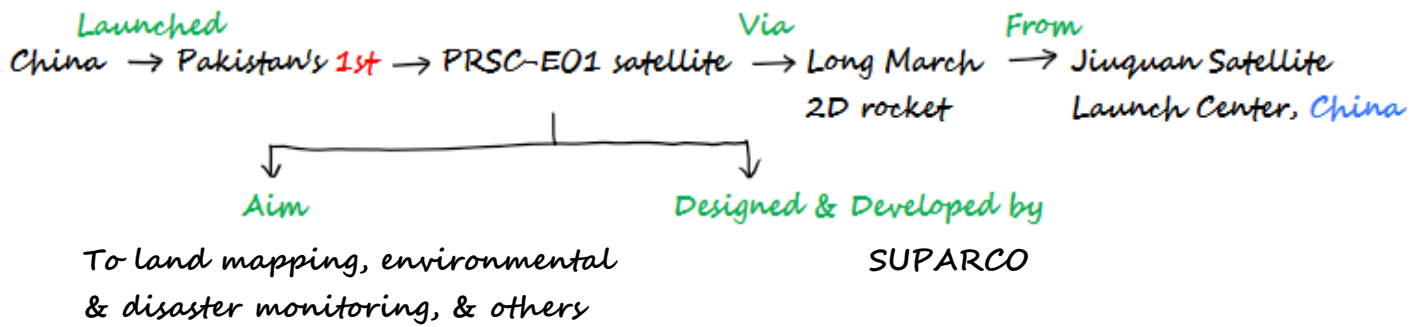 Launched Via From
China → Pakistan's 1st → PRSC-EO1 satellite → Long March → Jiuquan Satellite
2D rocket Launch Center, China
Aim Designed & Developed by
To land mapping, environmental SUPARCO
& disaster monitoring, & others